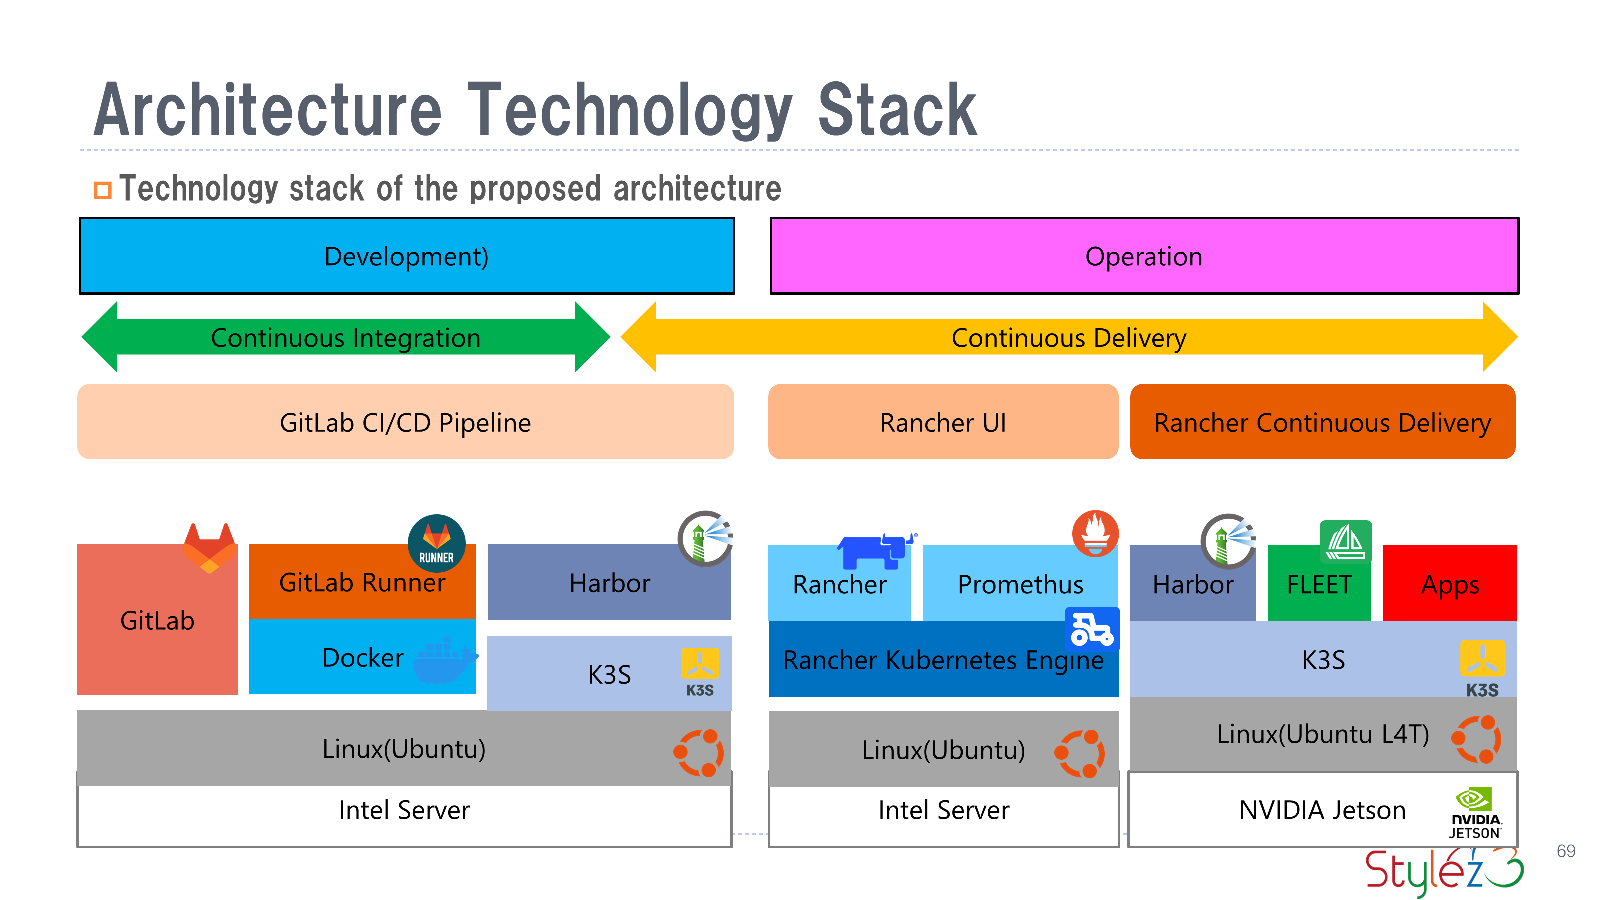 Architecture Technology Stack
Technology stack of the proposed architecture
Development)
Operation
Continuous Integration
Continuous Delivery
GitLab CI/CD Pipeline
Rancher UI
Rancher Continuous Delivery
GitLab
GitLab Runner
RUNNER
Docker
Harbor
K3S
K3S
Linux(Ubuntu)
Intel Server
Rancher
Promethus
Rancher Kubernetes Engine
Linux(Ubuntu)
Intel Server
Harbor
FLEET
Apps
K3S
K3S
Linux(Ubuntu L4T)
NVIDIA Jetson
NVIDIA.
JETSON
Styléz
69